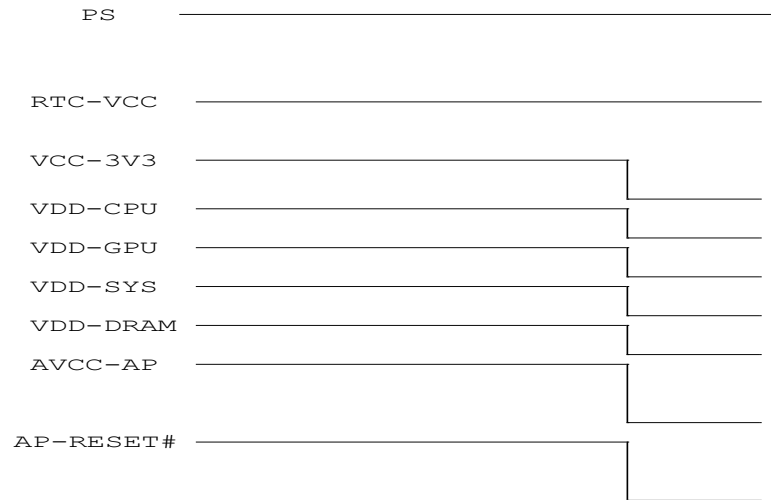 PS
RTC-VCC
VCC-3V3
VDD-CPU
VDD-GPU
VDD-SYS
VDD-DRAM
AVCC-AP
AP-RESET#